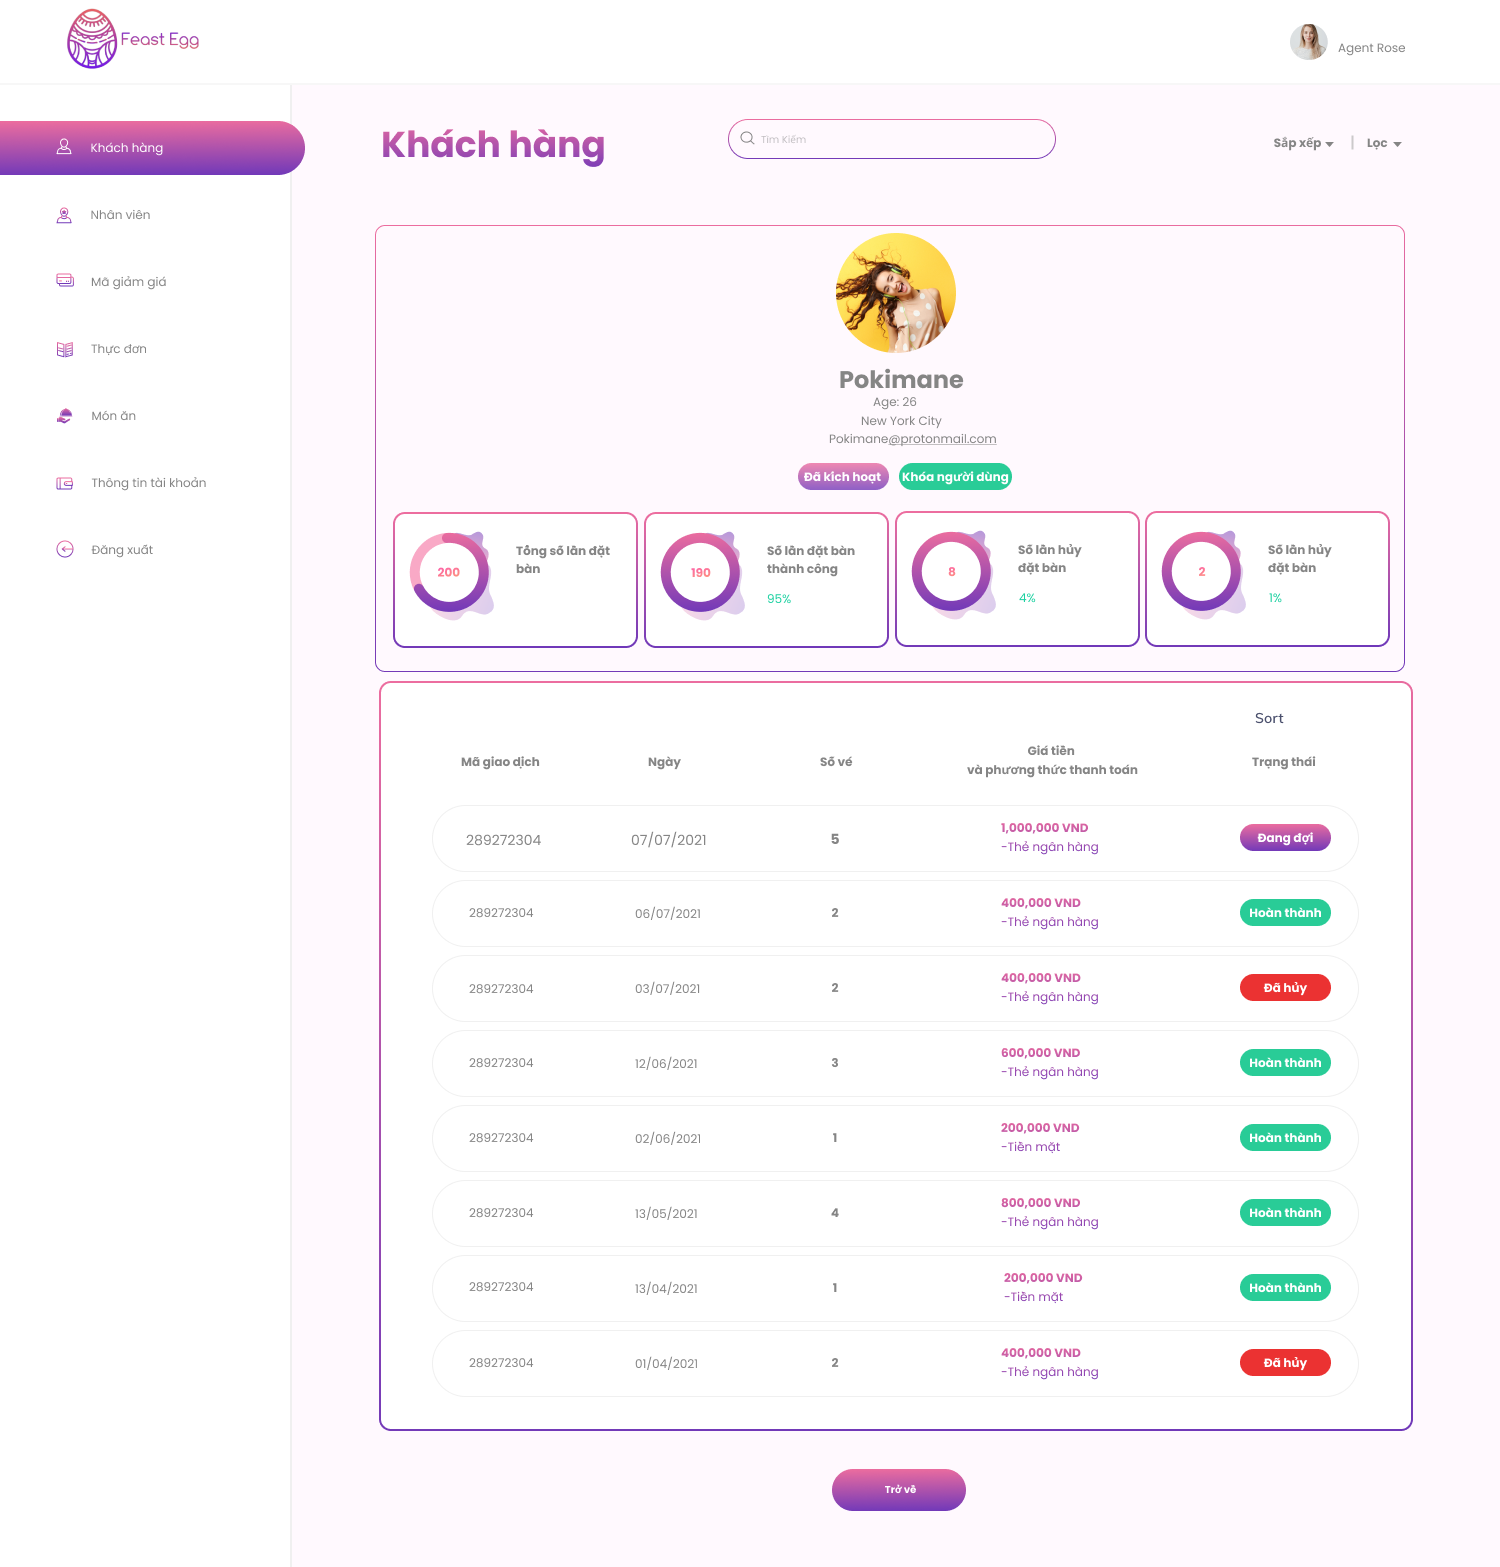 Feast Egg
Agent Rose
Khách hàng
Nhân viên
Mã giảm giá
Thực đơn
Món ăn
Thông tin tài khoản
Đăng xuất
Khách hàng
Tìm Kiếm
Sắp xếp
|
Lọc
Pokimane
Age: 26
New York City
Pokimane@protonmail.com
Đã kích hoạt
Khóa người dùng
200
Tổng số lần đặt
bàn
190
Số lần đặt bàn
thành công
95%
8
Số lần hủy
đặt bàn
4%
2
Số lần hủy
đặt bàn
1%
Sort
Mã giao dịch
Ngày
Số vé
Giá tiền
và phương thức thanh toán
Trạng thái
289272304
07/07/2021
5
1,000,000 VND
-Thẻ ngân hàng
Đang đợi
289272304
06/07/2021
2
400,000 VND
-Thẻ ngân hàng
Hoàn thành
289272304
03/07/2021
2
400,000 VND
-Thẻ ngân hàng
Đã hủy
289272304
12/06/2021
3
600,000 VND
-Thẻ ngân hàng
Hoàn thành
289272304
02/06/2021
1
200,000 VND
-Tiền mặt
Hoàn thành
289272304
13/05/2021
4
800,000 VND
-Thẻ ngân hàng
Hoàn thành
289272304
13/04/2021
1
200,000 VND
-Tiền mặt
Hoàn thành
289272304
01/04/2021
2
400,000 VND
-Thẻ ngân hàng
Đã hủy
Trở về